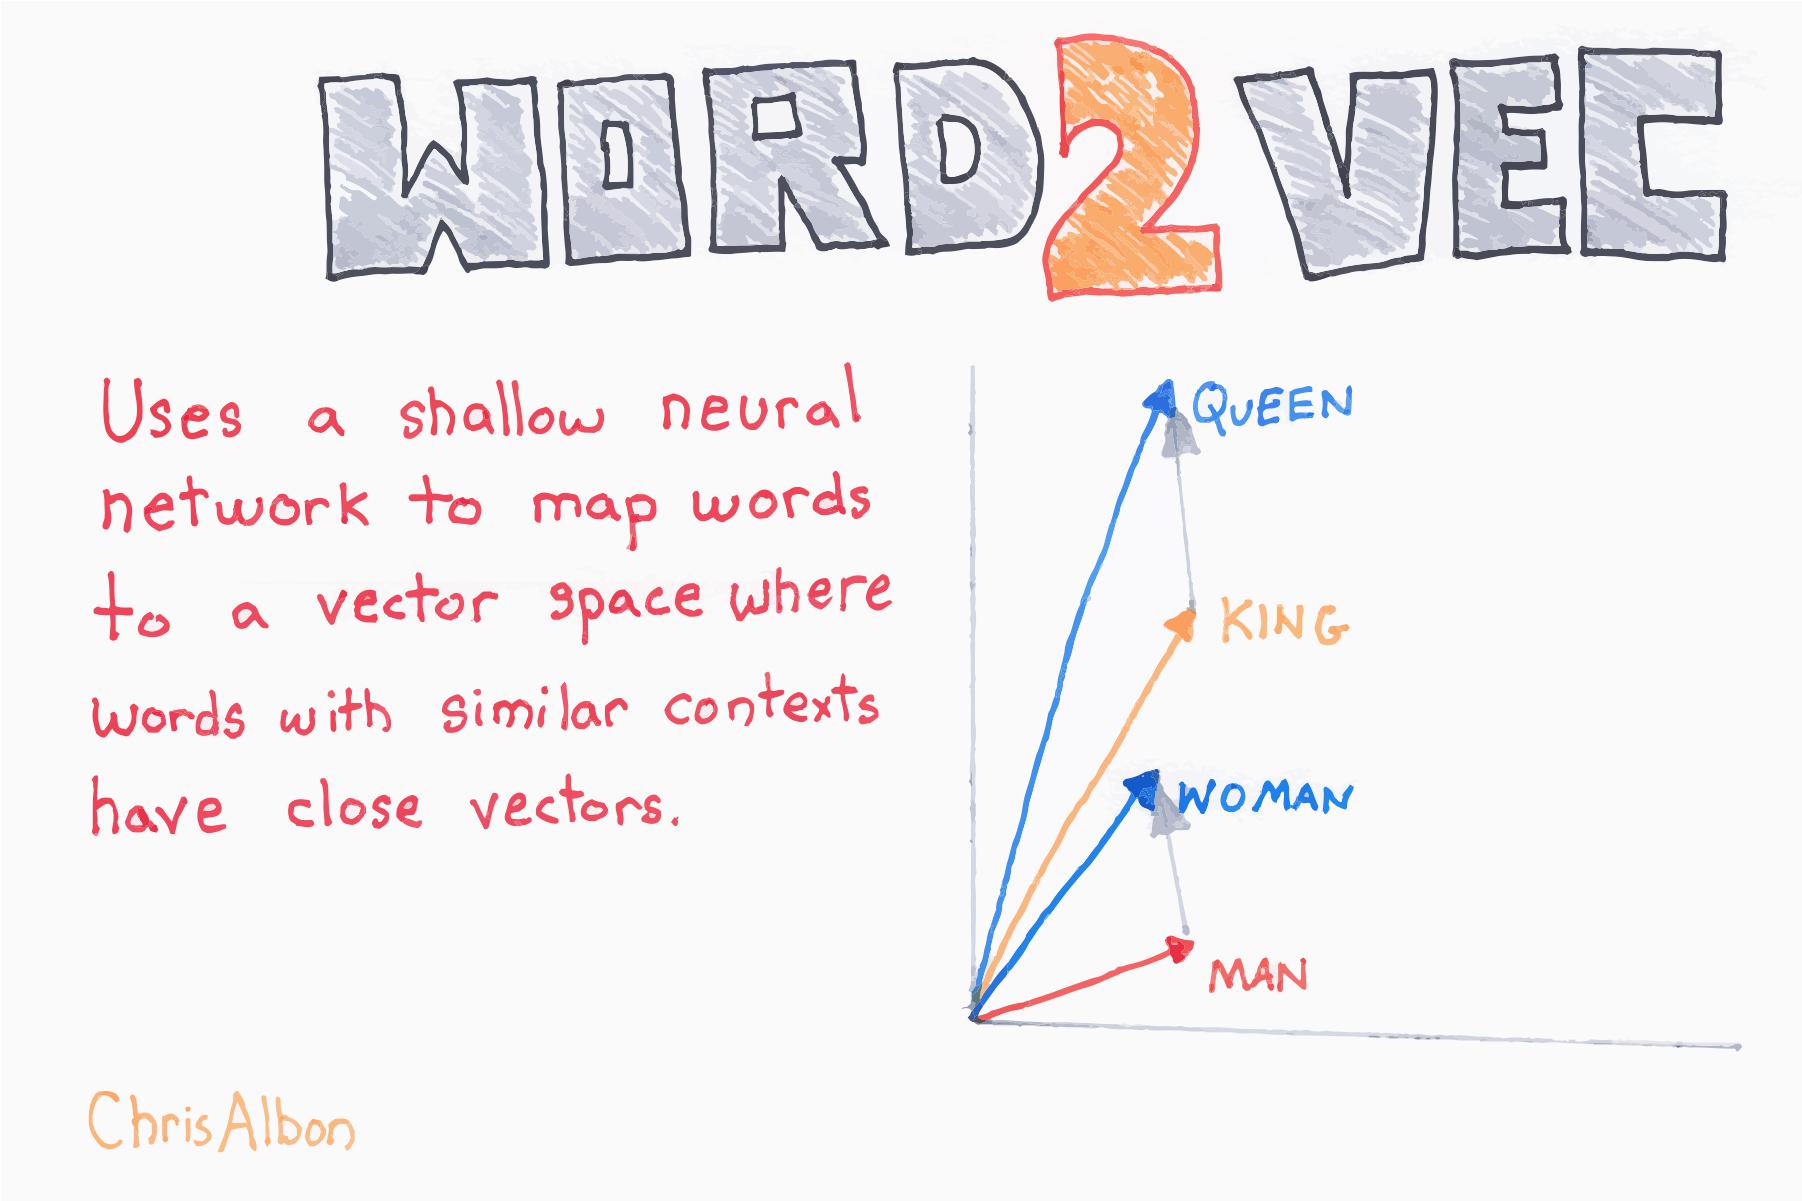 WORD2VEC
Uses a shallow neural
network to map words
to a vector space where
words with similar contexts
have close vectors.
QUEEN
KING
WOMAN
MAN
ChrisAlbon